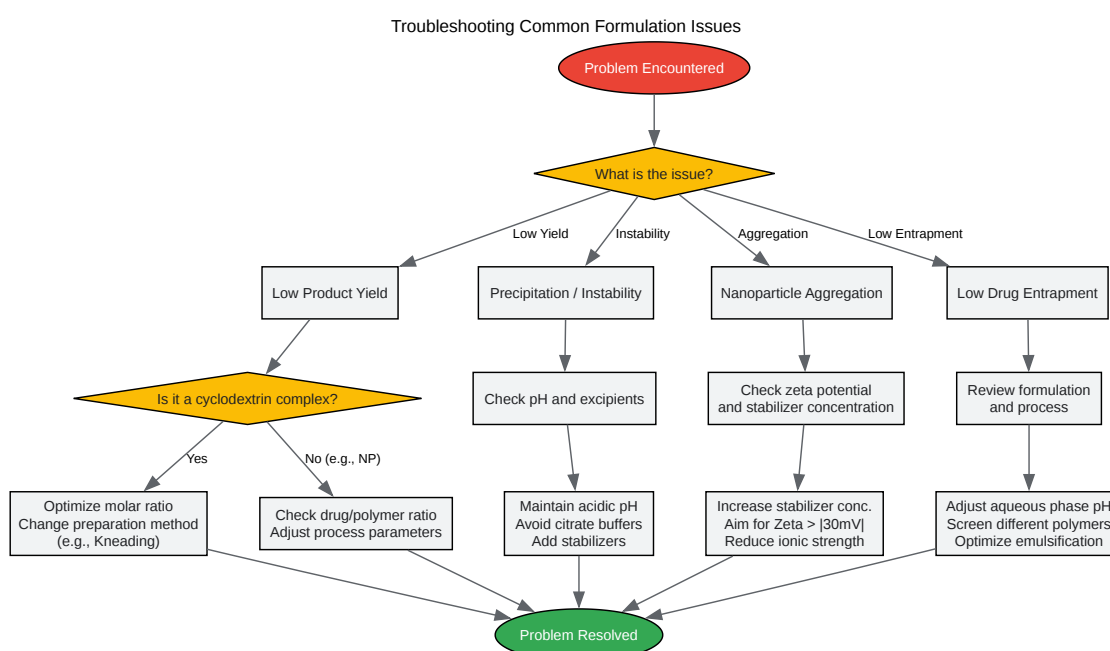 Troubleshooting Common Formulation Issues
Problem Encountered
What is the issue?
Low Yield
Instability
Aggregation
Low Entrapment
Low Product Yield
Precipitation / Instability
Nanoparticle Aggregation
Low Drug Entrapment
Is it a cyclodextrin complex?
Check pH and excipients
Check zeta potential
and stabilizer concentration
Review formulation
and process
Yes
No (e.g., NP)
Optimize molar ratio
Change preparation method
(e.g., Kneading)
Check drug/polymer ratio
Adjust process parameters
Maintain acidic pH
Avoid citrate buffers
Add stabilizers
Increase stabilizer conc.
Aim for Zeta > |30mV|
Reduce ionic strength
Adjust aqueous phase pH
Screen different polymers
Optimize emulsification
Problem Resolved